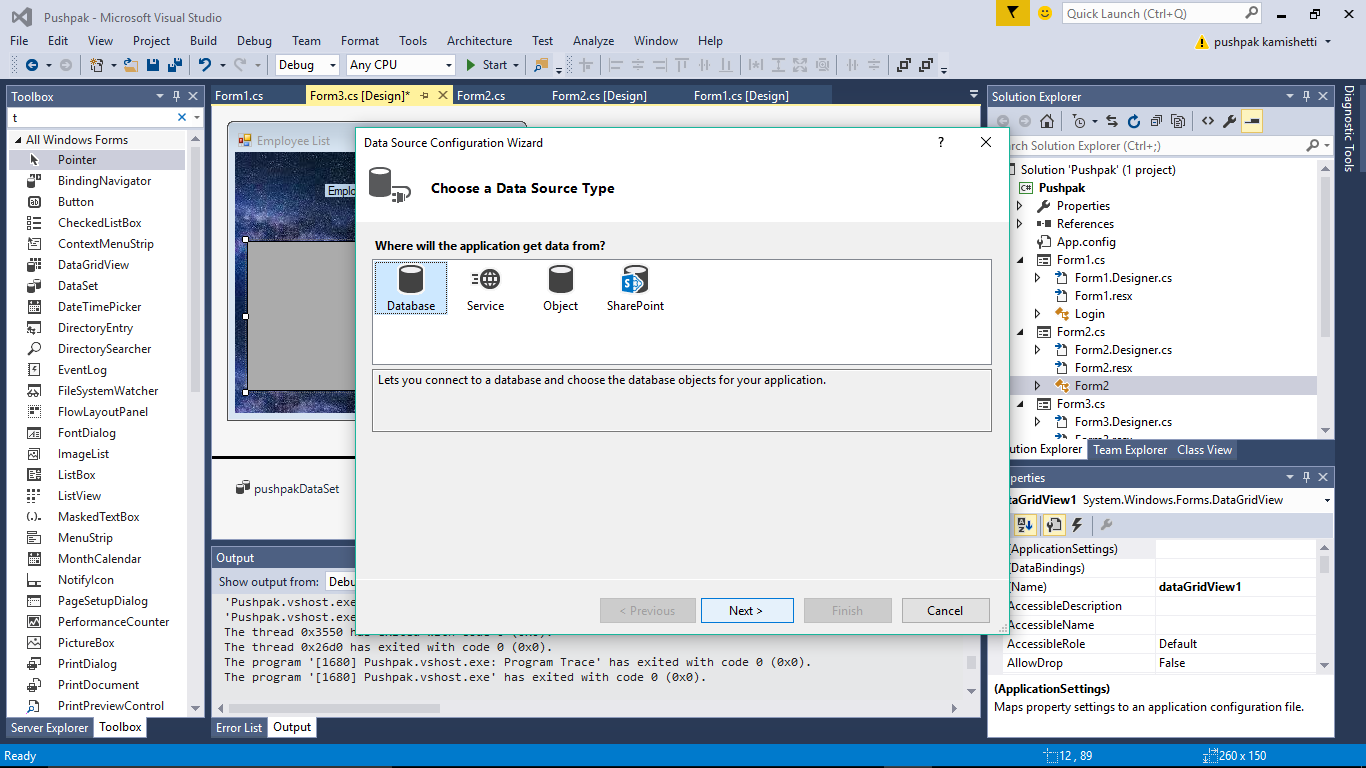 Pushpak - Microsoft Visual Studio
Quick Launch (Ctrl+Q)
File Edit View Project Build Debug Team Format Tools Architecture Test Analyze Window Help
pushpak kamishetti
Debug Any CPU Start
Toolbox
t
All Windows Forms
Pointer
BindingNavigator
Button
CheckedListBox
ContextMenuStrip
DataGridView
DataSet
DateTimePicker
DirectoryEntry
DirectorySearcher
EventLog
FileSystemWatcher
FlowLayoutPanel
FontDialog
ImageList
ListBox
ListView
MaskedTextBox
MenuStrip
MonthCalendar
NotifyIcon
PageSetupDialog
PerformanceCounter
PictureBox
PrintDialog
PrintDocument
PrintPreviewControl
Server Explorer Toolbox
Form1.cs Form3.cs [Design]* Form2.cs Form2.cs [Design] Form1.cs [Design]
Employee List
Emplo
pushpakDataSet
Data Source Configuration Wizard
?
Choose a Data Source Type
Where will the application get data from?
Database Service Object SharePoint
Lets you connect to a database and choose the database objects for your application.
< Previous Next > Finish Cancel
Output
Show output from: Debu
'Pushpak.vshost.exe
'Pushpak.vshost.exe
The thread 0x3550 has exited with code 0 (0x0).
The thread 0x26d0 has exited with code 0 (0x0).
The program '[1680] Pushpak.vshost.exe: Program Trace' has exited with code 0 (0x0).
The program '[1680] Pushpak.vshost.exe' has exited with code 0 (0x0).
Error List Output
Solution Explorer
rch Solution Explorer (Ctrl+;)
Solution 'Pushpak' (1 project)
C# Pushpak
Properties
References
App.config
Form1.cs
Form1.Designer.cs
Form1.resx
Login
Form2.cs
Form2.Designer.cs
Form2.resx
Form2
Form3.cs
Form3.Designer.cs
ution Explorer Team Explorer Class View
perties
taGridView1 System.Windows.Forms.DataGridView
(ApplicationSettings)
(DataBindings)
(Name) dataGridView1
AccessibleDescription
AccessibleName
AccessibleRole Default
AllowDrop False
(ApplicationSettings)
Maps property settings to an application configuration file.
Diagnostic Tools
Ready 12 , 89 260 x 150